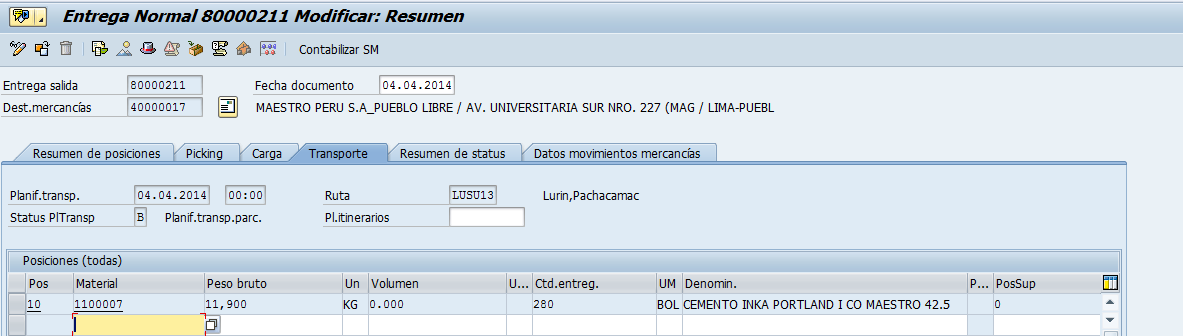 Entrega Normal 80000211 Modificar: Resumen
Contabilizar SM
Entrega salida 80000211 Fecha documento 04.04.2014
Dest.mercancías 40000017 MAESTRO PERU S.A_PUEBLO LIBRE / AV. UNIVERSITARIA SUR NRO. 227 (MAG / LIMA-PUEBL
Resumen de posiciones Picking Carga Transporte Resumen de status Datos movimientos mercancías
Planif.transp. 04.04.2014 00:00 Ruta LUSU13 Lurin,Pachacamac
Status PlTransp B Planif.transp.parc. Pl.itinerarios
Posiciones (todas)
Pos Material Peso bruto Un Volumen U... Ctd.entreg. UM Denomin. P... PosSup
10 1100007 11,900 KG 0.000 280 BOL CEMENTO INKA PORTLAND I CO MAESTRO 42.5 0